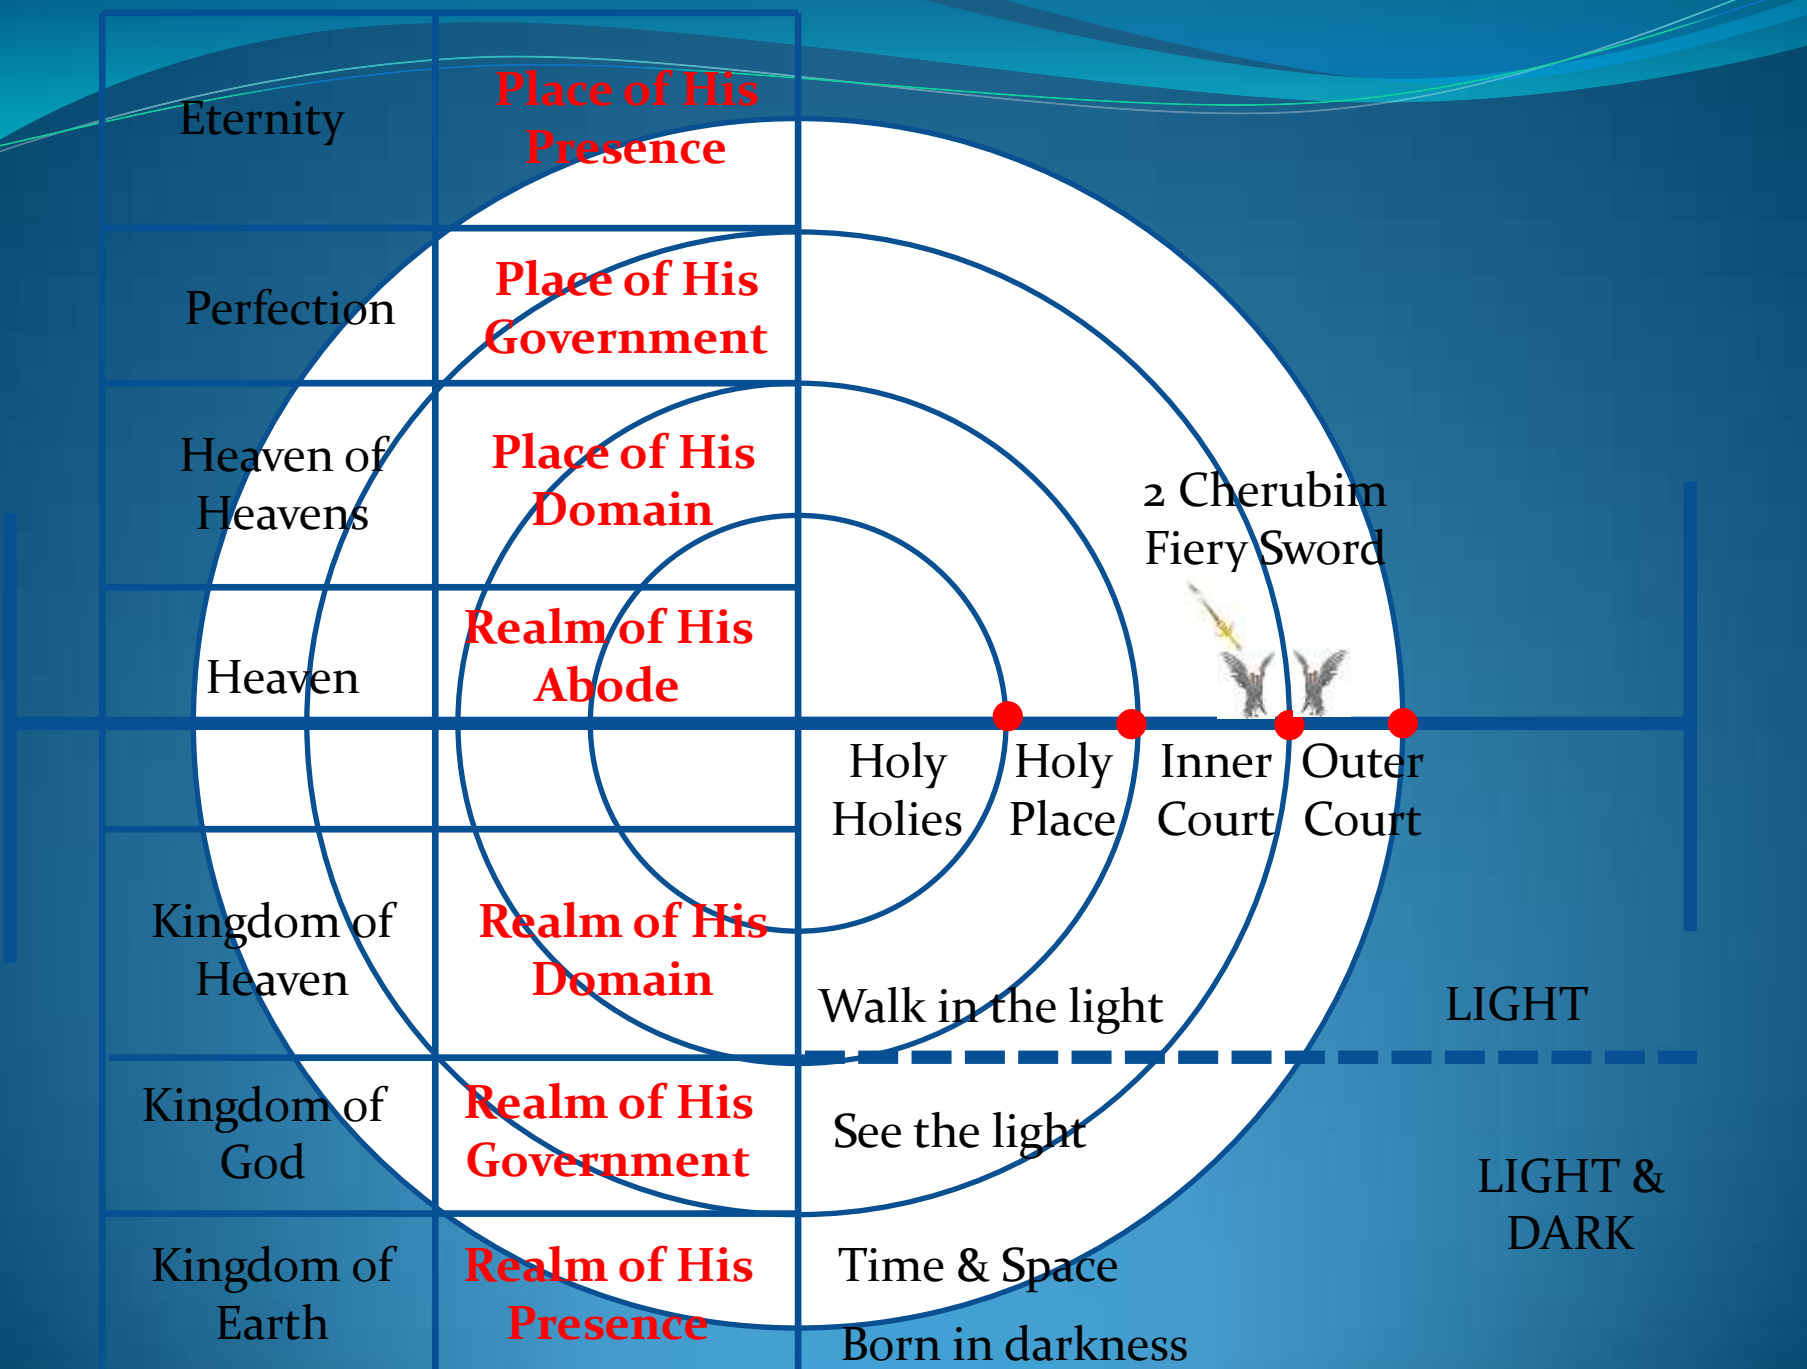 Eternity
Place of His
Presence
Perfection
Place of His
Government
Heaven of
Heavens
Place of His
Domain
2 Cherubim
Fiery Sword
Heaven
Realm of His
Abode
Holy
Holies
Holy
Place
Inner
Court
Outer
Court
Kingdom of
Heaven
Realm of His
Domain
Walk in the light
LIGHT
Kingdom of
God
Realm of His
Government
See the light
LIGHT &
DARK
Kingdom of
Earth
Realm of His
Presence
Time & Space
Born in darkness